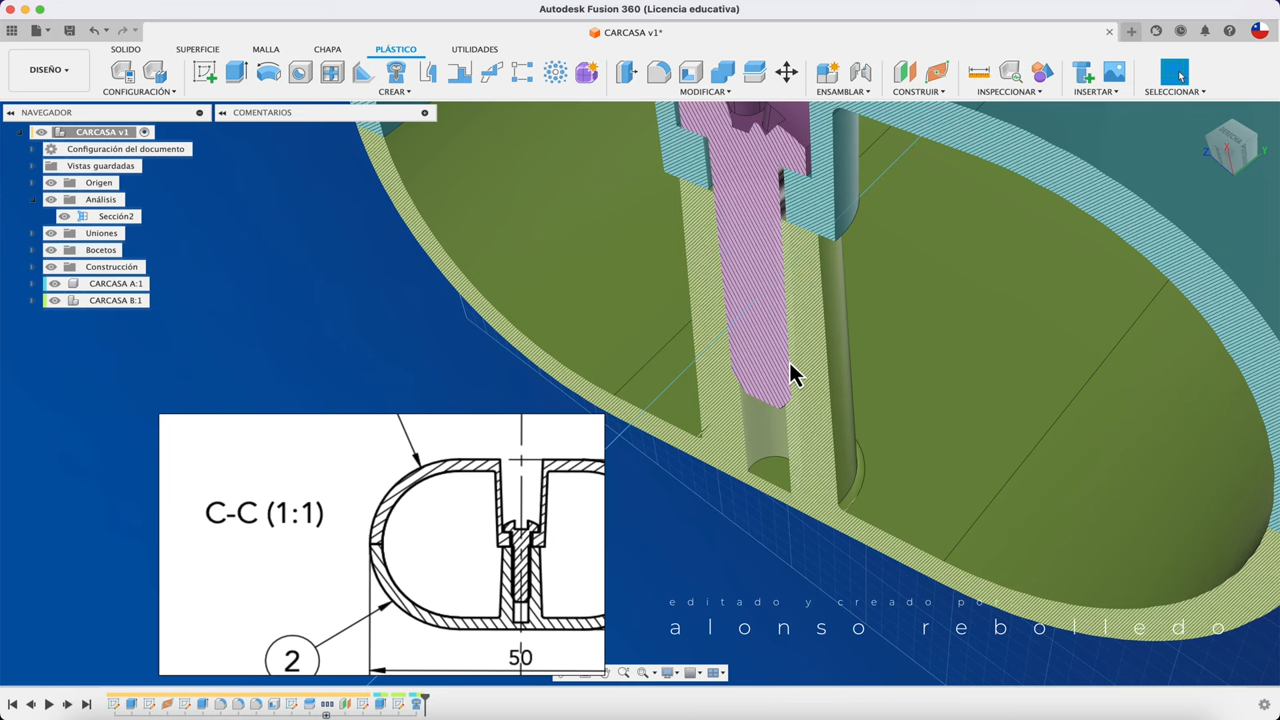 Autodesk Fusion 360 (Licencia educativa)
CARCASA v1*
DISEÑO
SÓLIDO
SUPERFICIE
MALLA
CHAPA
PLÁSTICO
UTILIDADES
CONFIGURACIÓN
CREAR
MODIFICAR
ENSAMBLAR
CONSTRUIR
INSPECCIONAR
INSERTAR
SELECCIONAR
NAVEGADOR
COMENTARIOS
CARCASA v1
Configuración del documento
Vistas guardadas
Origen
Análisis
Sección2
Uniones
Bocetos
Construcción
CARCASA A:1
CARCASA B:1
DERECHA
Z
X
Y
C-C (1:1)
2
50
editado y creado por
alonso rebolledo